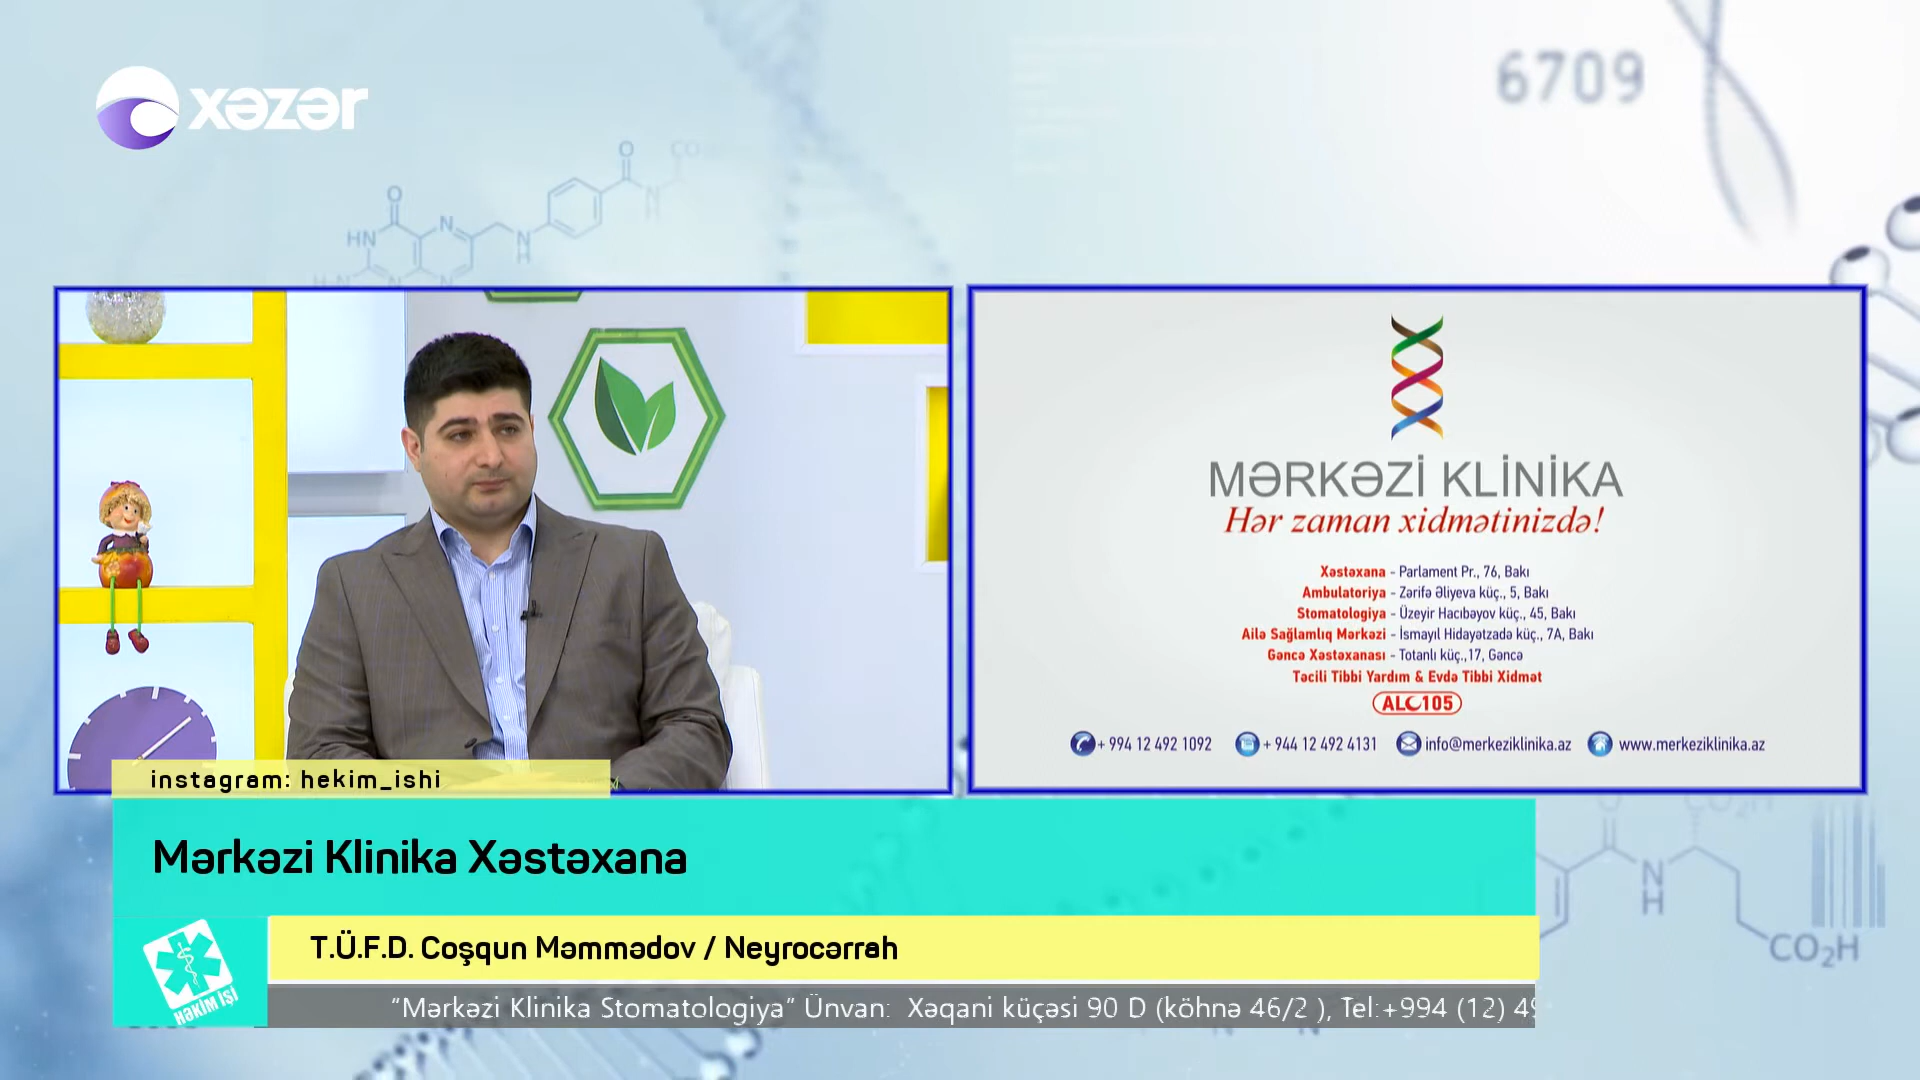 xəzər
6709
MƏRKƏZİ KLİNİKA
Hər zaman xidmətinizdə!
Xəstəxana - Parlament Pr., 76, Bakı
Ambulatoriya - Zərifə Əliyeva küç., 5, Bakı
Stomatologiya - Üzeyir Hacıbəyov küç., 45, Bakı
Ailə Sağlamlıq Mərkəzi - İsmayıl Hidayətzadə küç., 7A, Bakı
Gəncə Xəstəxanası - Totanlı küç.,17, Gəncə
Təcili Tibbi Yardım & Evdə Tibbi Xidmət
ALO105
+ 994 12 492 1092
+ 944 12 492 4131
info@merkeziklinika.az
www.merkeziklinika.az
instagram: hekim_ishi
Mərkəzi Klinika Xəstəxana
T.Ü.F.D. Coşqun Məmmədov / Neyrocərrah
HƏKİM İŞİ
“Mərkəzi Klinika Stomatologiya” Ünvan: Xəqani küçəsi 90 D (köhnə 46/2 ), Tel:+994 (12) 49
O
HN
N
N
H
O
N
H
CO₂H